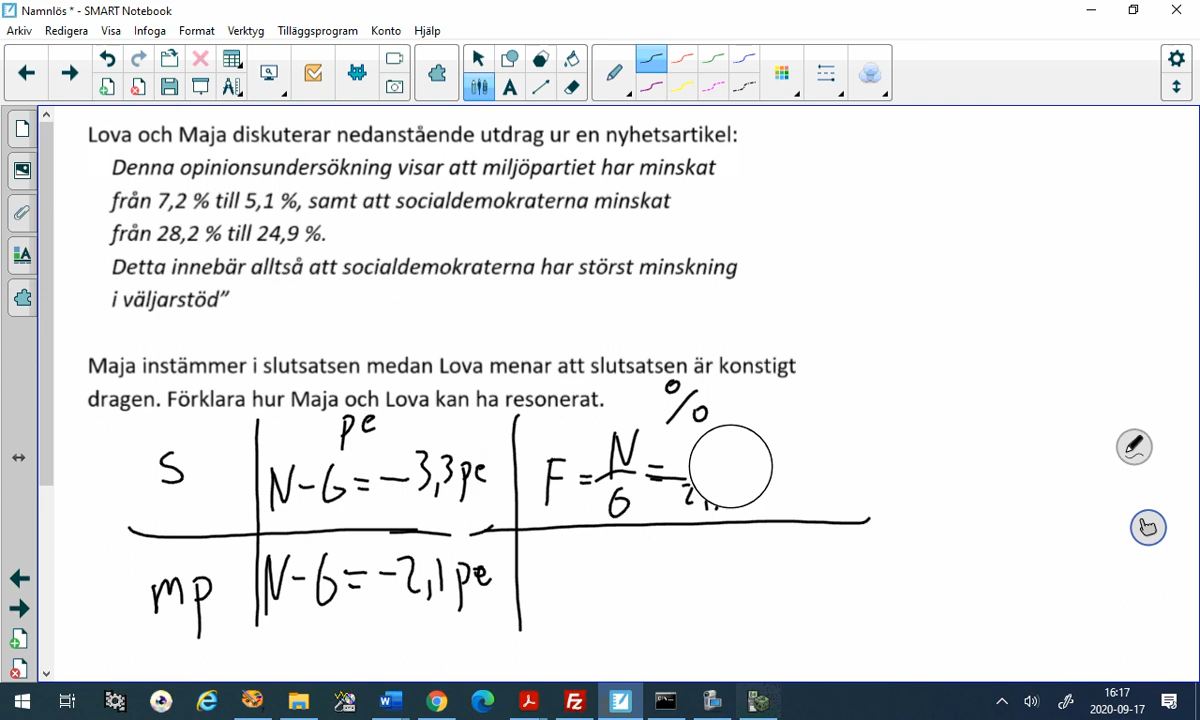 Namnlös * - SMART Notebook
Arkiv Redigera Visa Infoga Format Verktyg Tilläggsprogram Konto Hjälp
Lova och Maja diskuterar nedanstående utdrag ur en nyhetsartikel:
Denna opinionsundersökning visar att miljöpartiet har minskat
från 7,2 % till 5,1 %, samt att socialdemokraterna minskat
från 28,2 % till 24,9 %.
Detta innebär alltså att socialdemokraterna har störst minskning
i väljarstöd”
Maja instämmer i slutsatsen medan Lova menar att slutsatsen är konstigt
dragen. Förklara hur Maja och Lova kan ha resonerat.
pe %
S N-G=-3,3pe F=N/G=
mp N-G=-2,1pe
16:17
2020-09-17